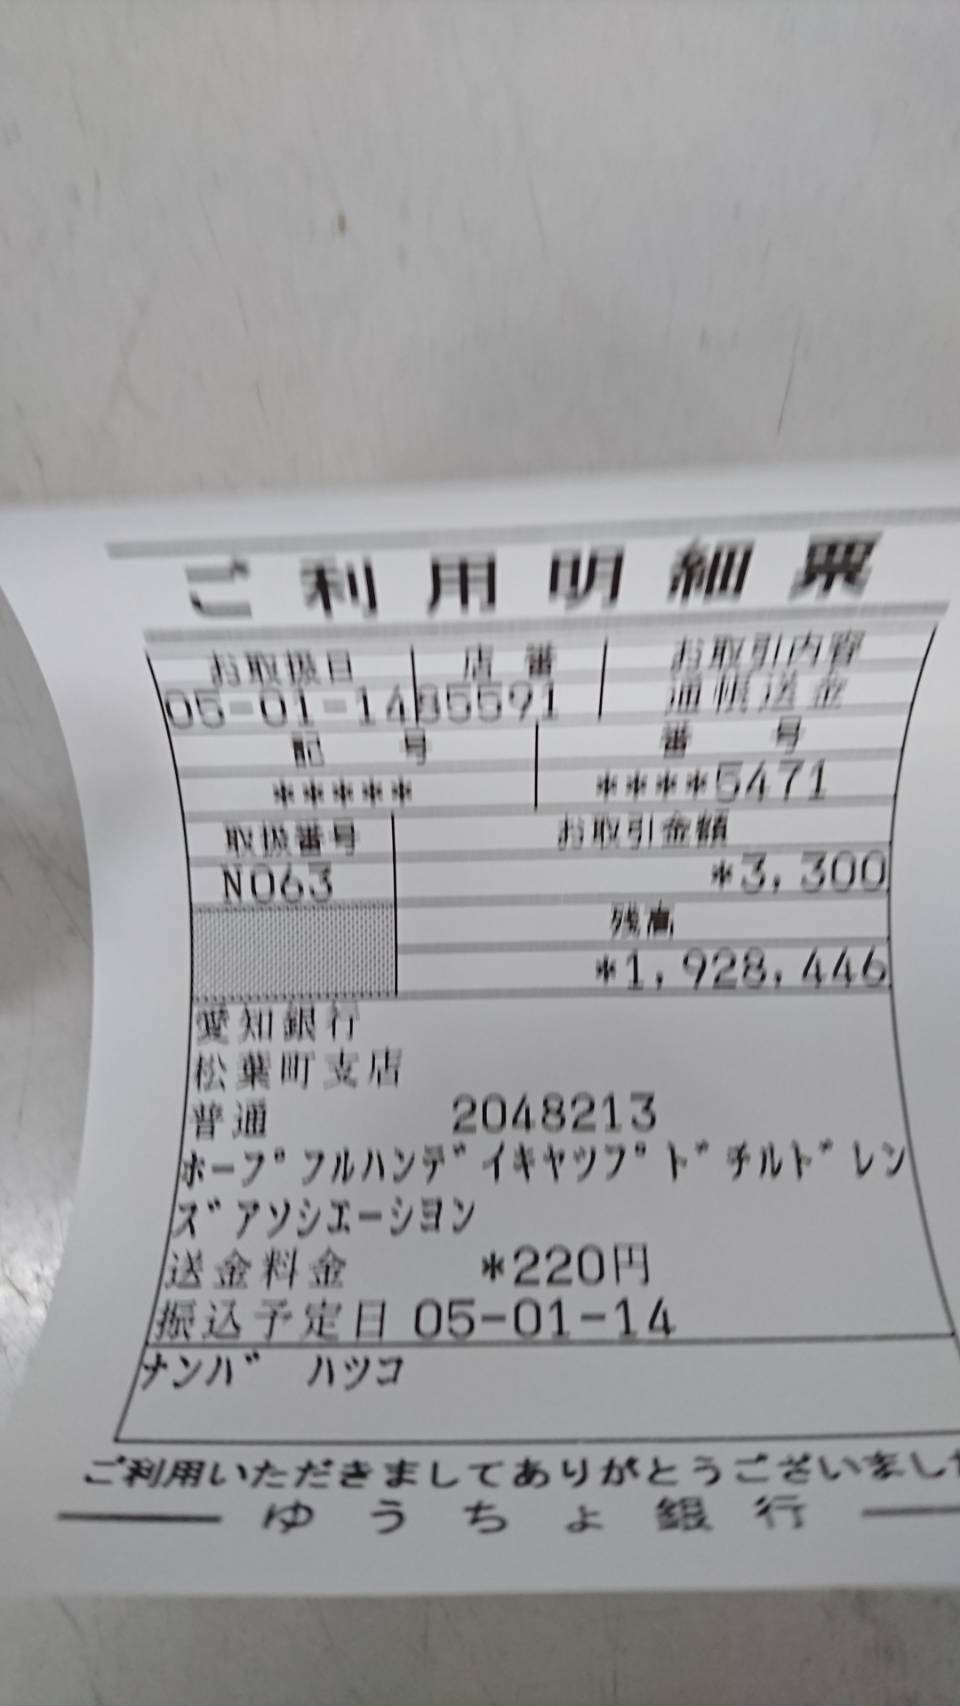 ご利用明細票
お取扱日 店番 お取引内容
05-01-14 85591 通帳送金
記号 番号
***** ****5471
取扱番号 お取引金額
N063 *3,300
残高
*1,928,446
愛知銀行
松葉町支店
普通 2048213
ホープフルハンデイキヤツプドチルドレン
ズアソシエーシヨン
送金料金 *220円
振込予定日 05-01-14
ナンバ ハツコ
ご利用いただきましてありがとうございました
ゆうちょ銀行